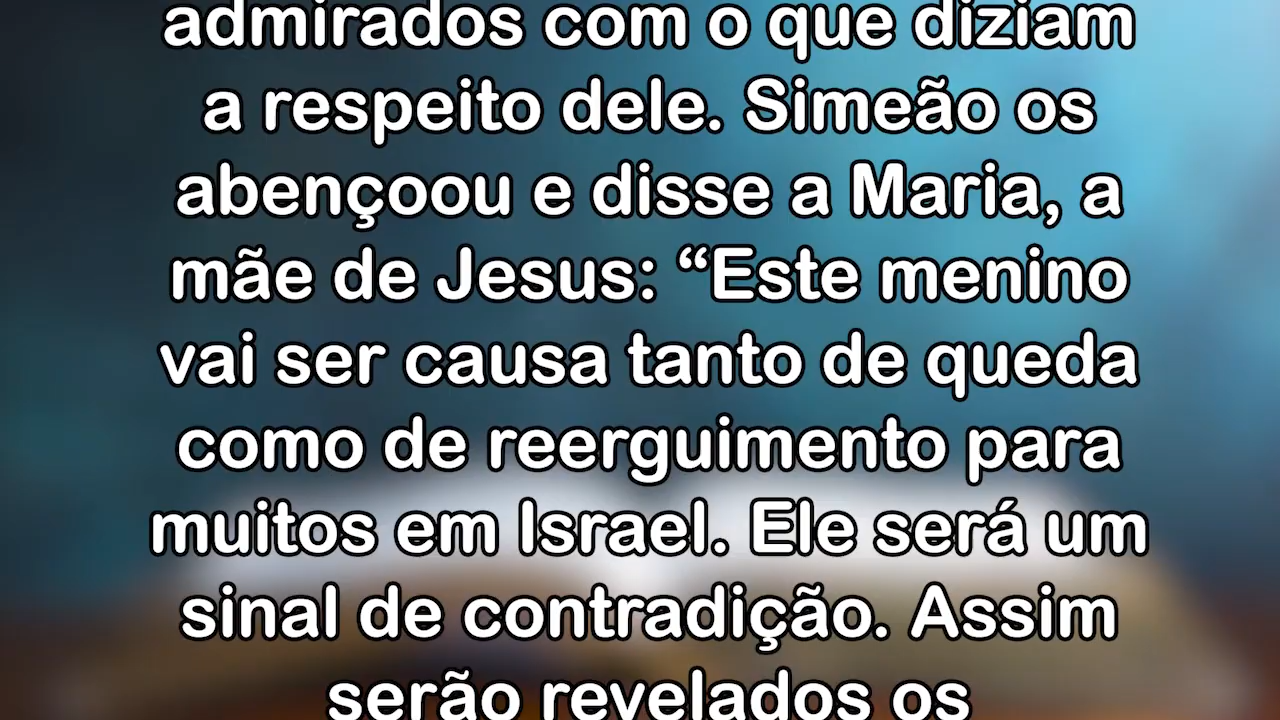 admirados com o que diziam
a respeito dele. Simeão os
abençoou e disse a Maria, a
mãe de Jesus: “Este menino
vai ser causa tanto de queda
como de reerguimento para
muitos em Israel. Ele será um
sinal de contradição. Assim
serão revelados os